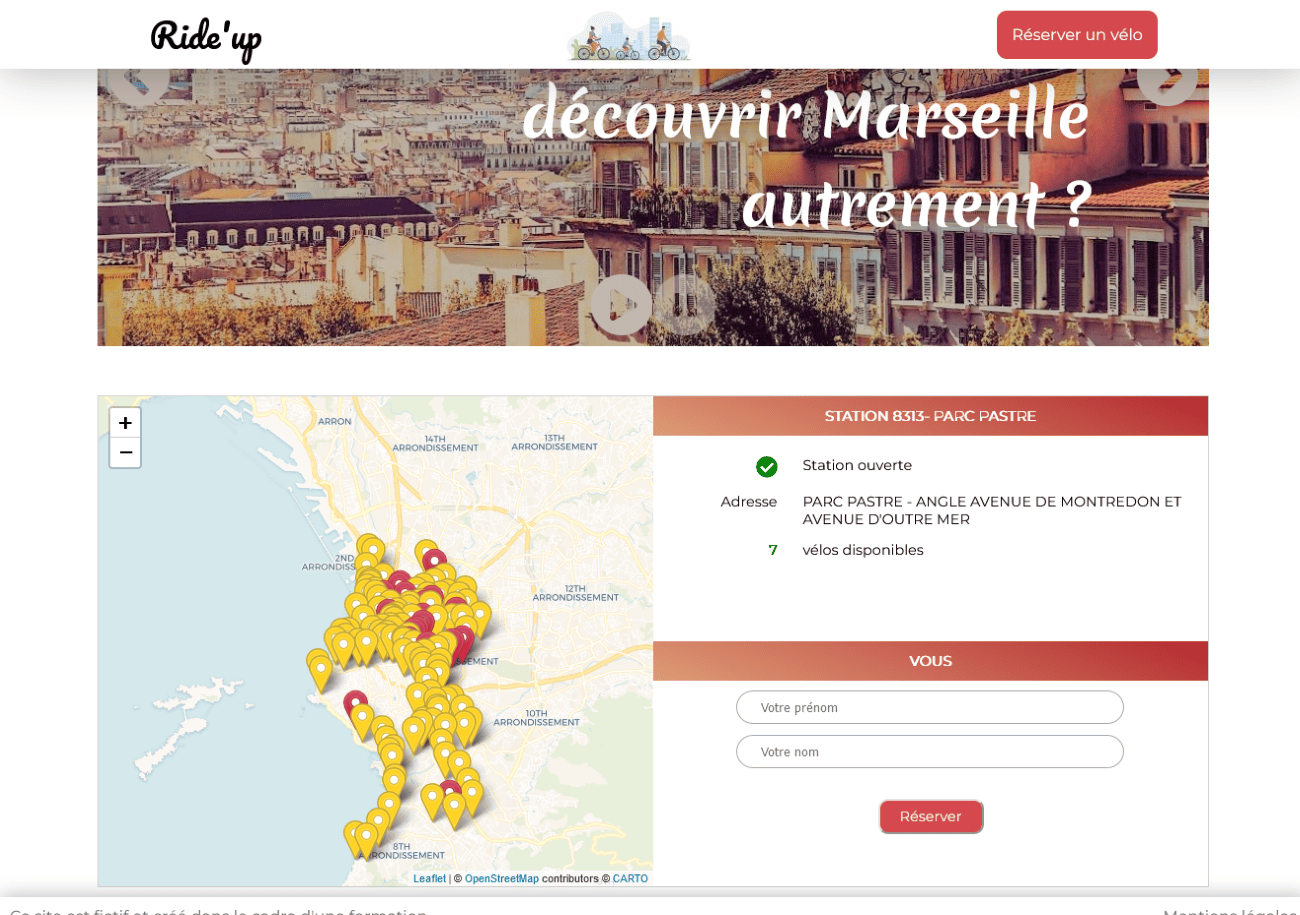 Ride'up
Réserver un vélo
découvrir Marseille
autrement ?
+
−
ARRON
14TH
ARRONDISSEMENT
13TH
ARRONDISSEMENT
2ND
ARRONDISS
12TH
ARRONDISSEMENT
SSEMENT
10TH
ARRONDISSEMENT
8TH
ARRONDISSEMENT
Leaflet | © OpenStreetMap contributors © CARTO
STATION 8313- PARC PASTRE
Station ouverte
Adresse PARC PASTRE - ANGLE AVENUE DE MONTREDON ET
AVENUE D'OUTRE MER
7 vélos disponibles
VOUS
Votre prénom
Votre nom
Réserver
Ce site est fictif et créé dans le cadre d'une formation
Mentions légales